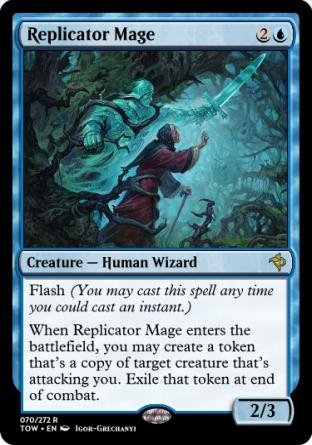 Replicator Mage 2
Creature — Human Wizard
Flash (You may cast this spell any time
you could cast an instant.)
When Replicator Mage enters the
battlefield, you may create a token
that's a copy of target creature that's
attacking you. Exile that token at end
of combat.
2/3
070/272 R
TOW • EN Igor-Grechanyi